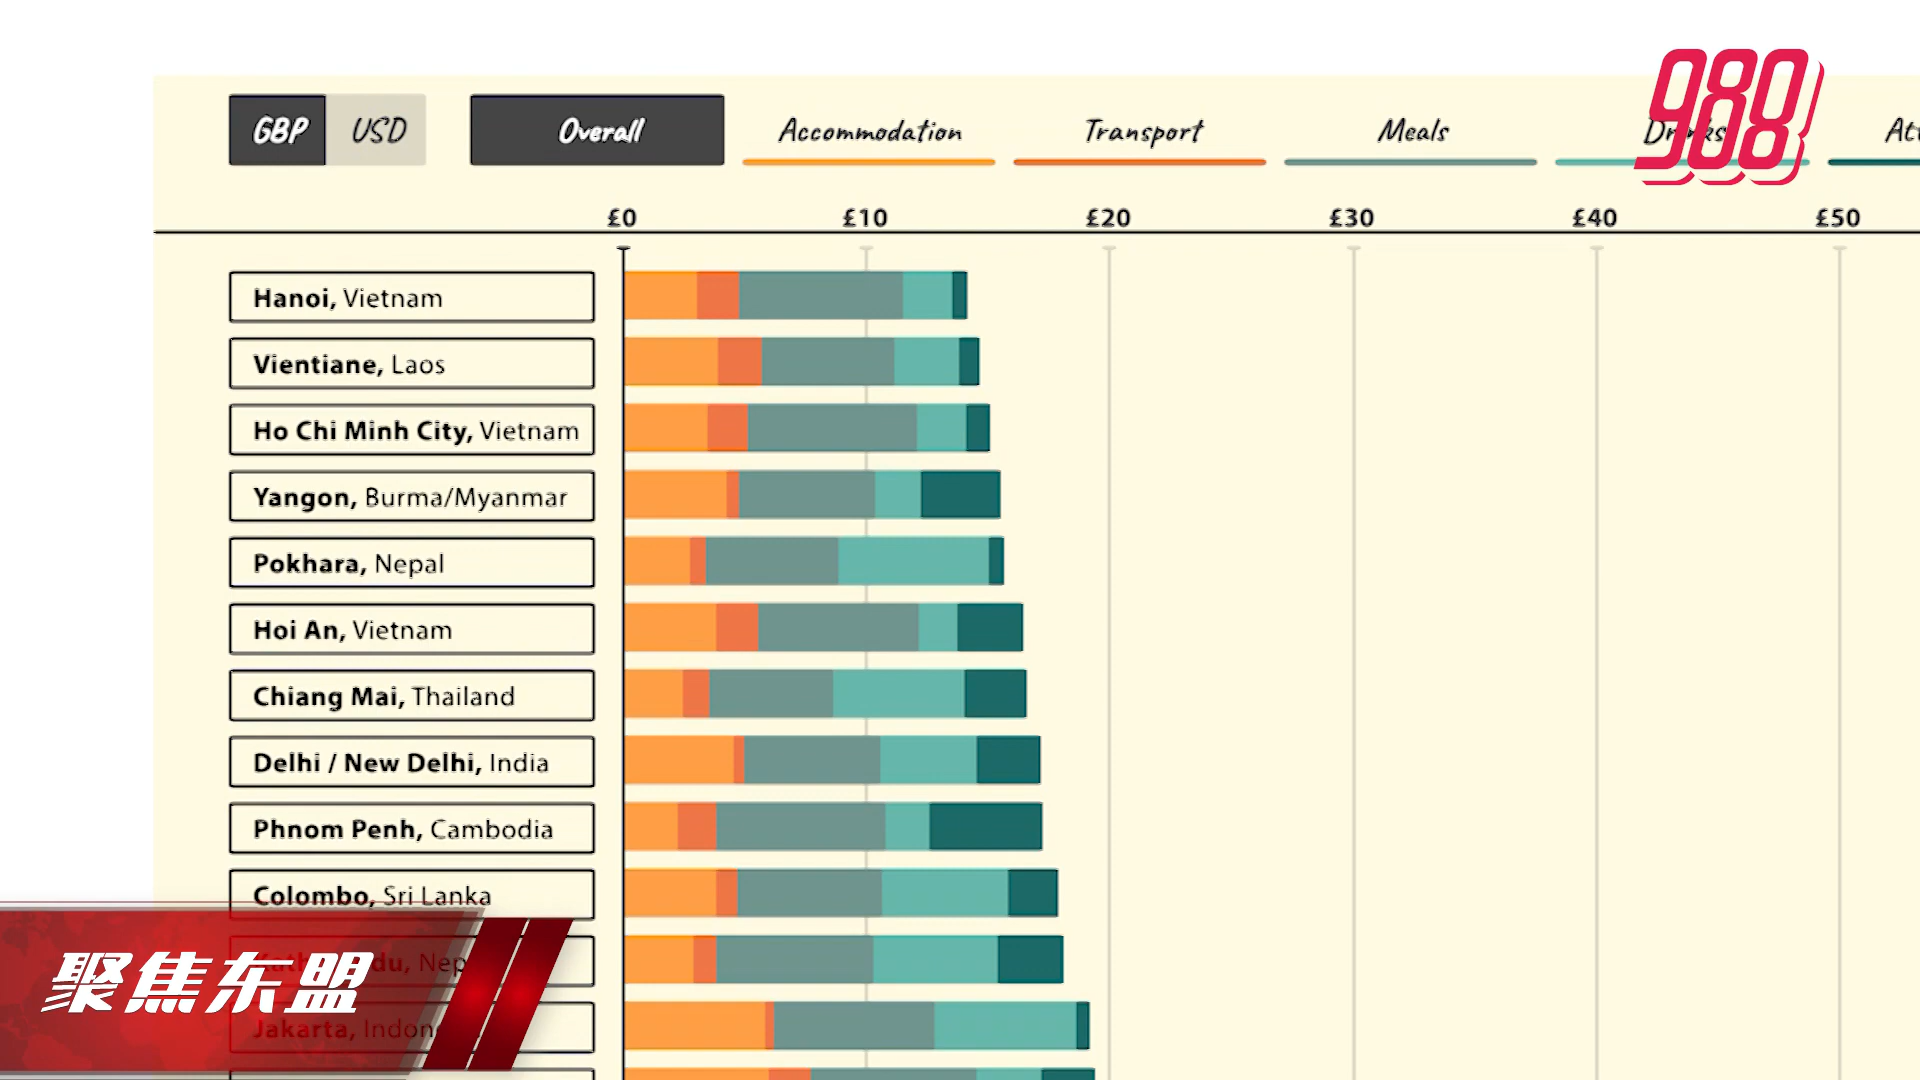 988
GBP USD Overall Accommodation Transport Meals
£0 £10 £20 £30 £40 £50
Hanoi, Vietnam
Vientiane, Laos
Ho Chi Minh City, Vietnam
Yangon, Burma/Myanmar
Pokhara, Nepal
Hoi An, Vietnam
Chiang Mai, Thailand
Delhi / New Delhi, India
Phnom Penh, Cambodia
Colombo, Sri Lanka
Jakarta,
聚焦东盟